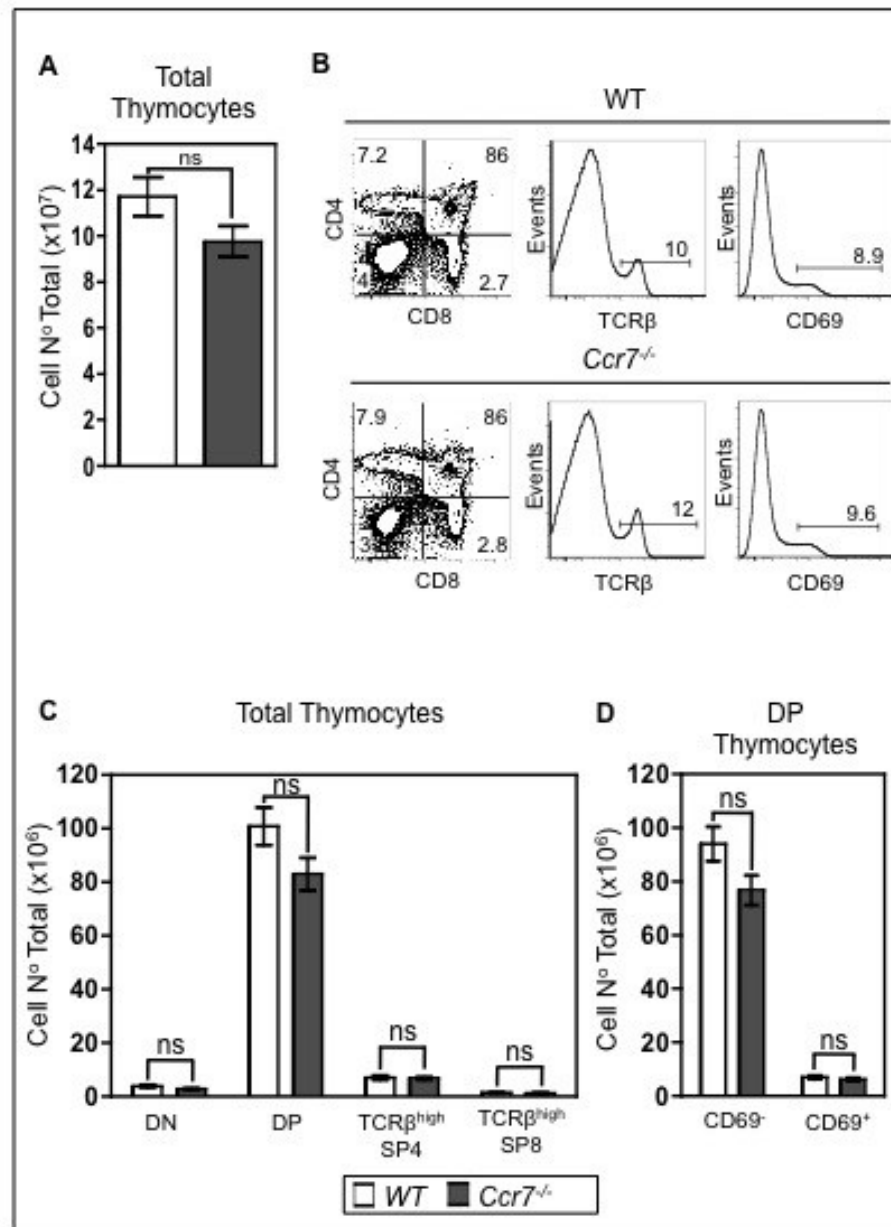 A
Total
Thymocytes
14
12
10
8
6
4
2
0
Cell Nº Total (x10⁷)
ns
B
WT
7.2
86
4
2.7
CD4
CD8
Events
10
TCRβ
Events
8.9
CD69
Ccr7⁻/⁻
7.9
86
3
2.8
CD4
CD8
Events
12
TCRβ
Events
9.6
CD69
C
Total Thymocytes
120
100
80
60
40
20
0
Cell Nº Total (x10⁶)
ns
ns
ns
ns
DN
DP
TCRβʰⁱᵍʰ
SP4
TCRβʰⁱᵍʰ
SP8
D
DP
Thymocytes
120
100
80
60
40
20
0
Cell Nº Total (x10⁶)
ns
ns
CD69⁻
CD69⁺
WT
Ccr7⁻/⁻